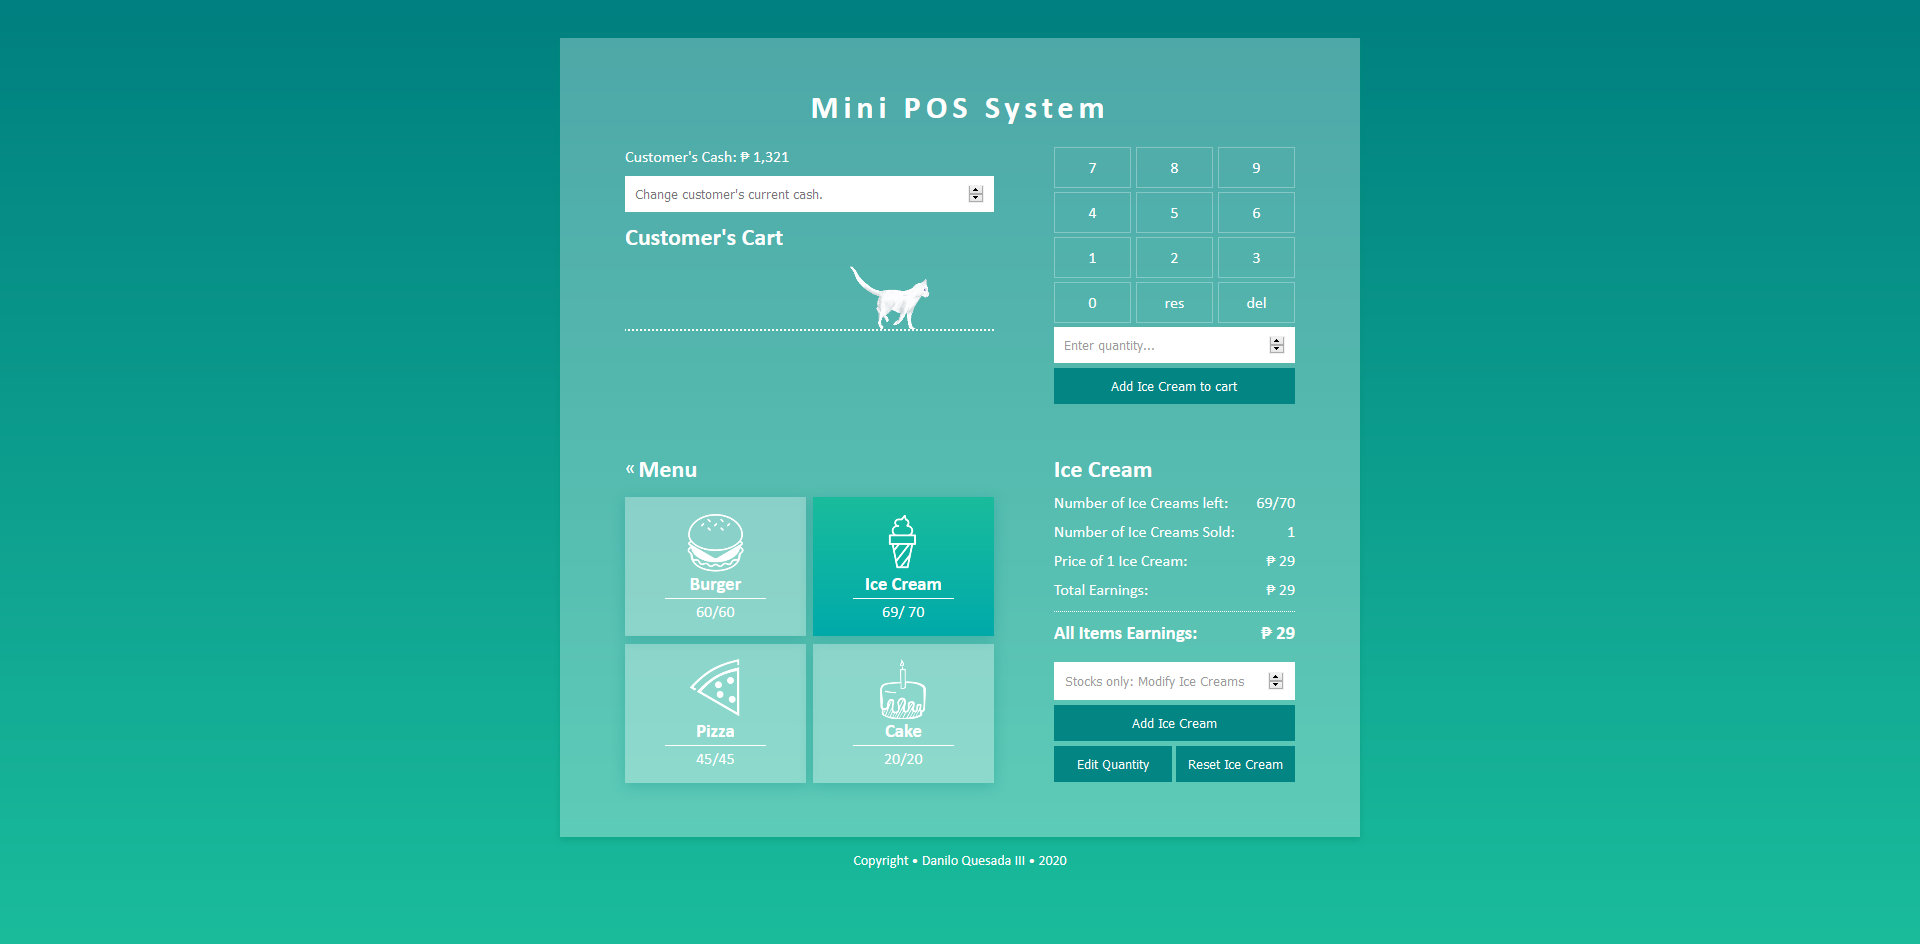 Mini POS System
Customer's Cash: ₱ 1,321
Change customer's current cash.
Customer's Cart
7 8 9
4 5 6
1 2 3
0 res del
Enter quantity...
Add Ice Cream to cart
« Menu
Burger
60/60
Ice Cream
69/ 70
Pizza
45/45
Cake
20/20
Ice Cream
Number of Ice Creams left: 69/70
Number of Ice Creams Sold: 1
Price of 1 Ice Cream: ₱ 29
Total Earnings: ₱ 29
All Items Earnings: ₱ 29
Stocks only: Modify Ice Creams
Add Ice Cream
Edit Quantity Reset Ice Cream
Copyright • Danilo Quesada III • 2020